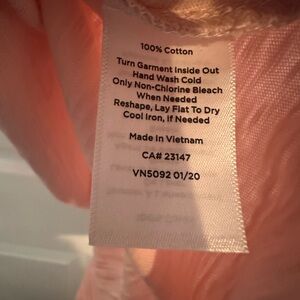 100% Cotton
Turn Garment Inside Out
Hand Wash Cold
Only Non-Chlorine Bleach
When Needed
Reshape, Lay Flat To Dry
Cool Iron, if Needed
Made in Vietnam
CA# 23147
VN5092 01/20